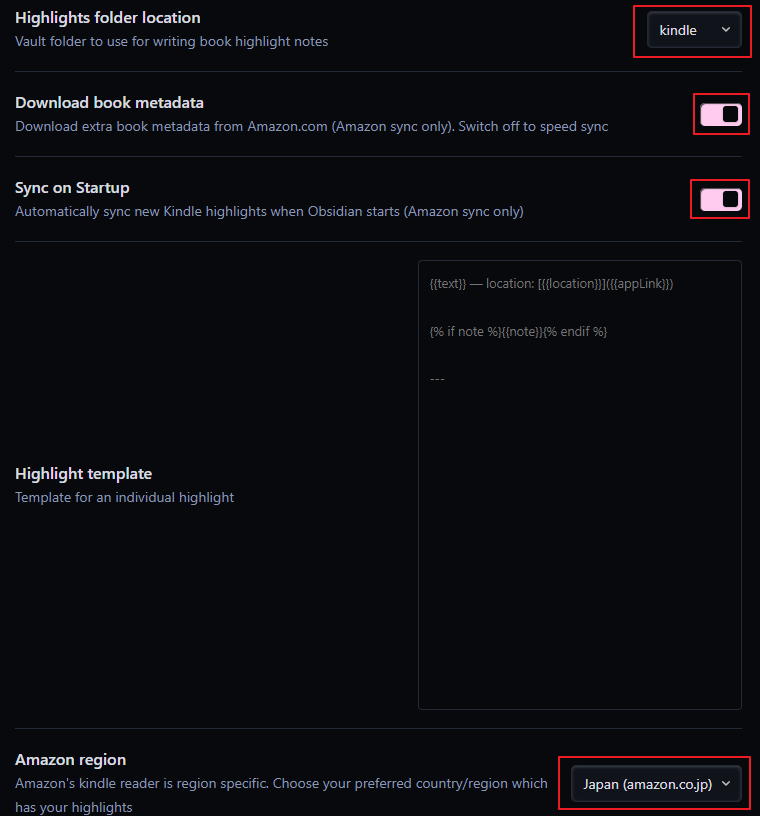 Highlights folder location
kindle
Vault folder to use for writing book highlight notes
Download book metadata
Download extra book metadata from Amazon.com (Amazon sync only). Switch off to speed sync
Sync on Startup
Automatically sync new Kindle highlights when Obsidian starts (Amazon sync only)
{{text}} — location: [{{location}}]({{appLink}})
{% if note %}{{note}}{% endif %}
---
Highlight template
Template for an individual highlight
Amazon region
Amazon's kindle reader is region specific. Choose your preferred country/region which
has your highlights
Japan (amazon.co.jp)